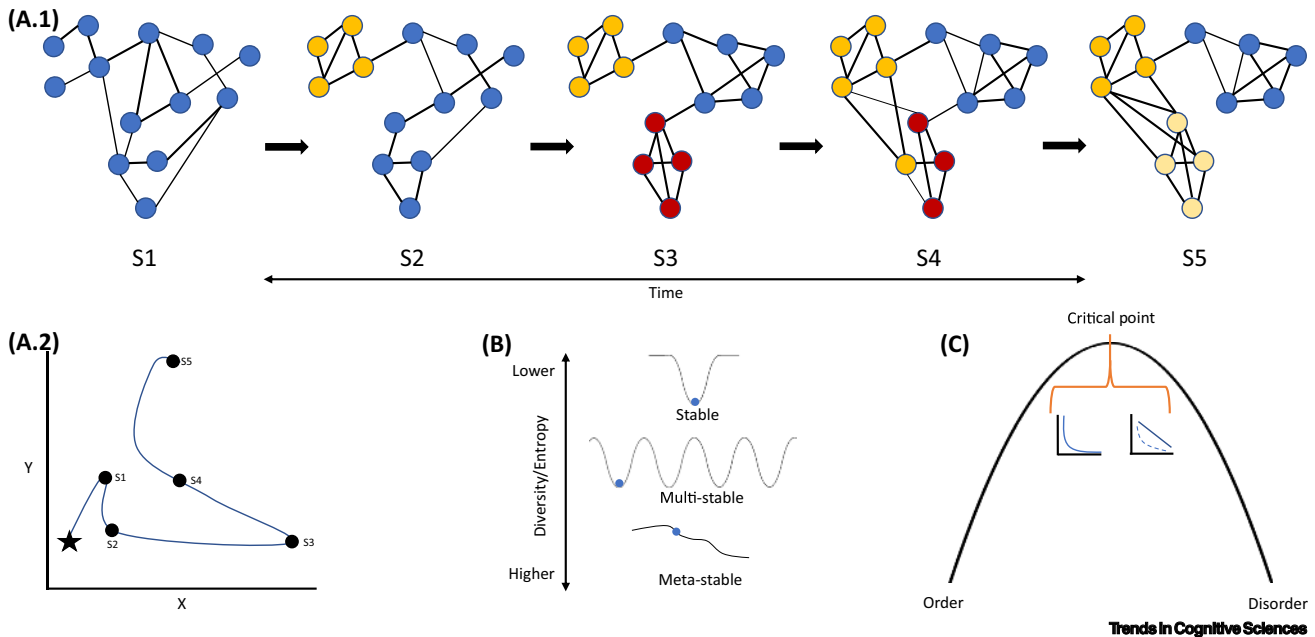 (A.1)
S1
S2
S3
S4
S5
Time
(A.2)
Y
S5
S1
S4
S2
S3
X
(B)
Diversity/Entropy
Lower
Stable
Multi-stable
Higher
Meta-stable
(C)
Critical point
Order
Disorder
Trends in Cognitive Sciences